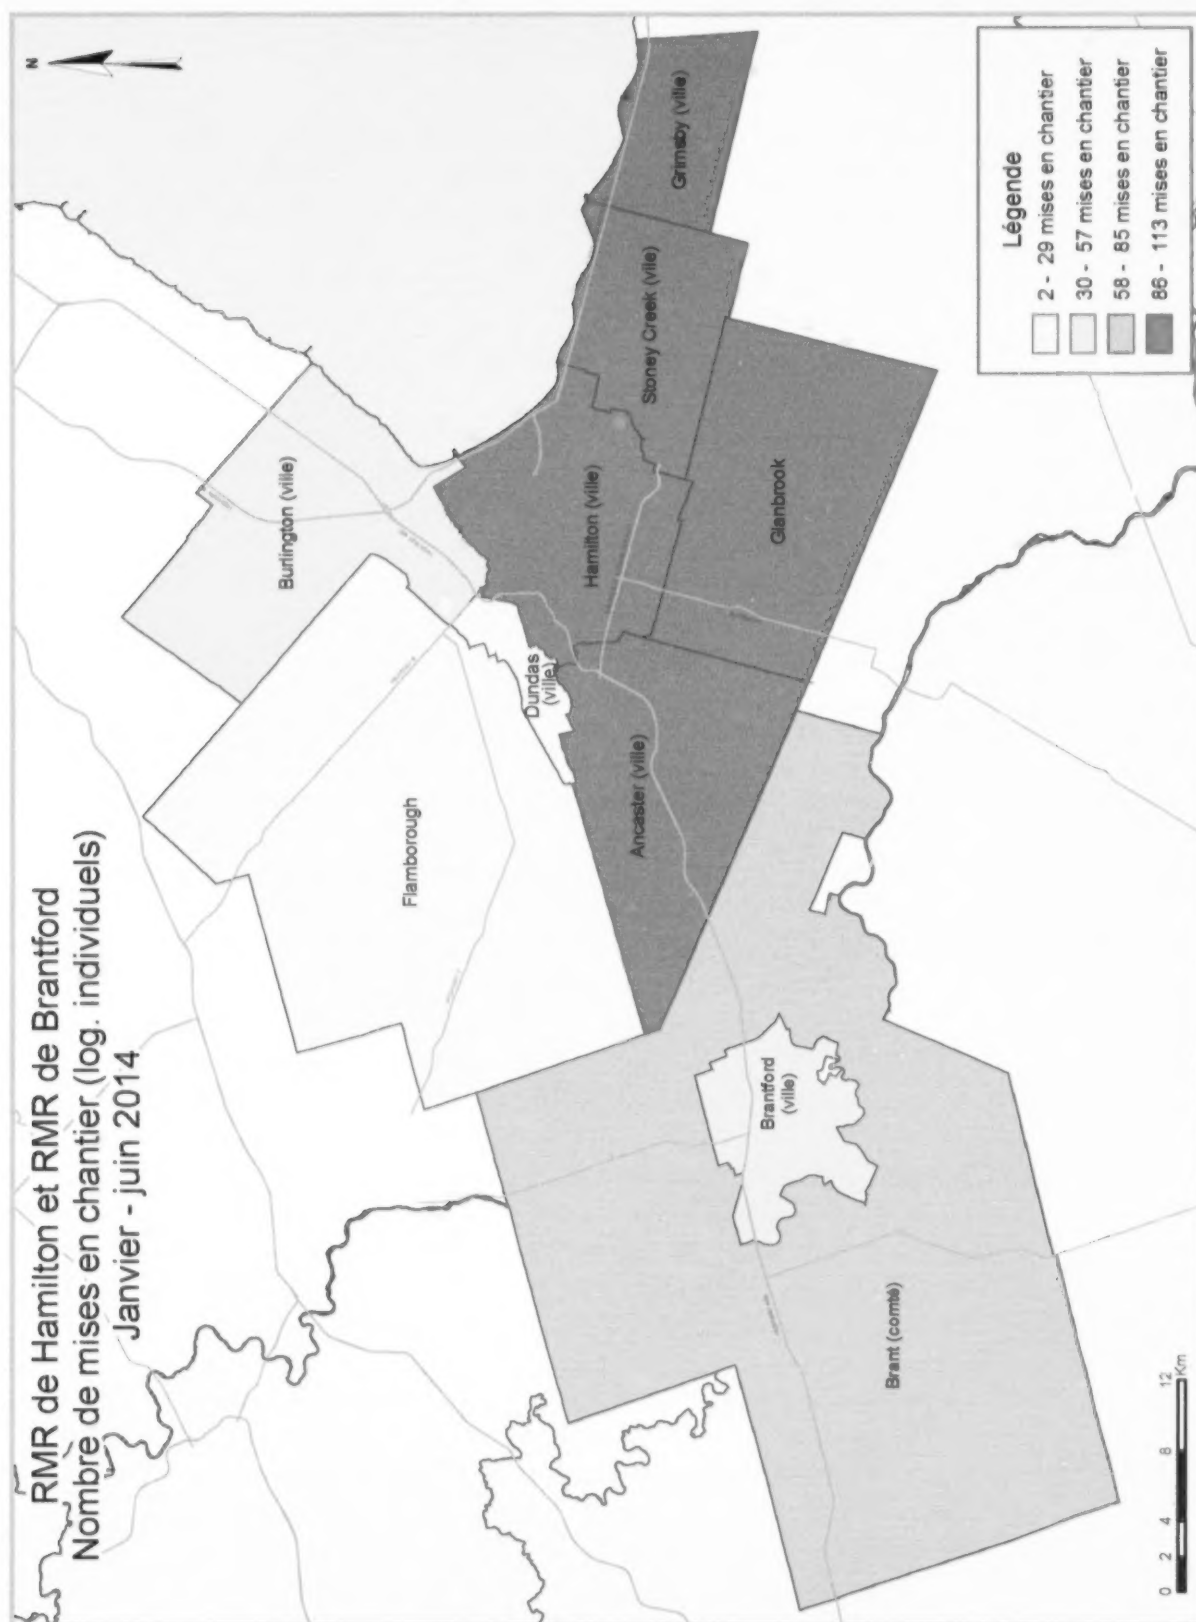 RMR de Hamilton et RMR de Brantford
Nombre de mises en chantier (log. individuels)
Janvier - juin 2014
N
Burlington (ville)
Flamborough
Dundas
(ville)
Hamilton (ville)
Stoney Creek (ville)
Grimsby (ville)
Ancaster (ville)
Glanbrook
Brantford
(ville)
Brant (comté)
Légende
2 - 29 mises en chantier
30 - 57 mises en chantier
58 - 85 mises en chantier
86 - 113 mises en chantier
0 2 4 8 12
Km